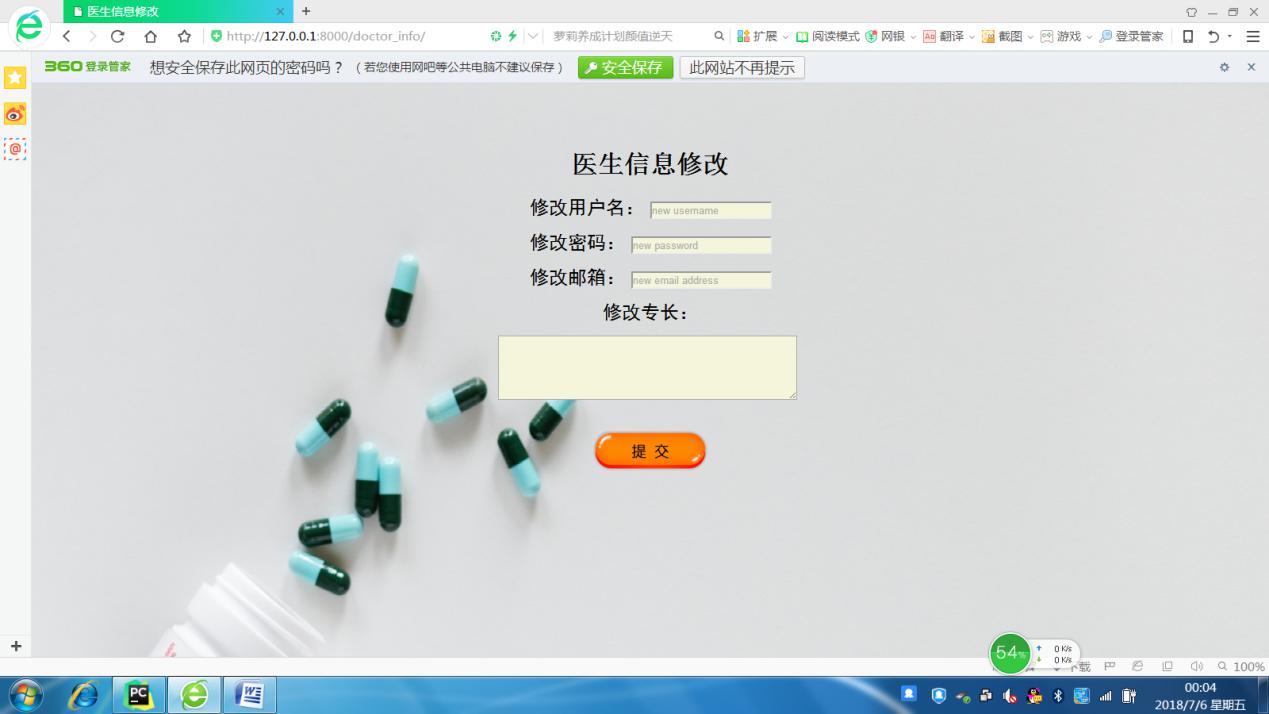 医生信息修改
http://127.0.0.1:8000/doctor_info/
萝莉养成计划颜值逆天
扩展 阅读模式 网银 翻译 截图 游戏 登录管家
360登录管家 想安全保存此网页的密码吗？（若您使用网吧等公共电脑不建议保存） 安全保存 此网站不再提示
医生信息修改
修改用户名： new username
修改密码： new password
修改邮箱： new email address
修改专长：
提 交
54% 0 K/s
0 K/s
下载 100%
PC
00:04
2018/7/6 星期五